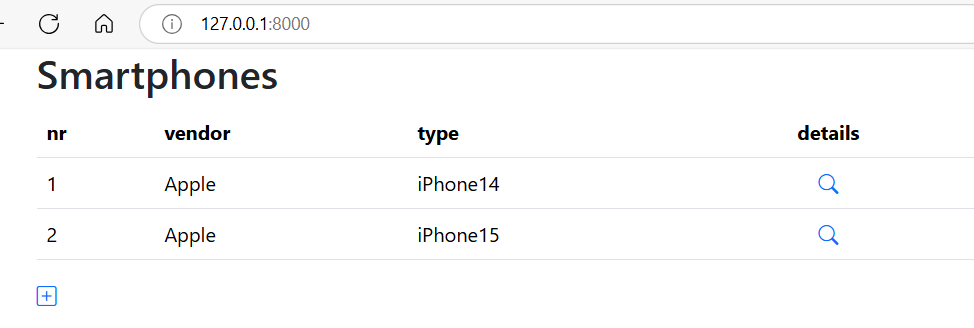 127.0.0.1:8000
Smartphones
nr vendor type details
1 Apple iPhone14
2 Apple iPhone15